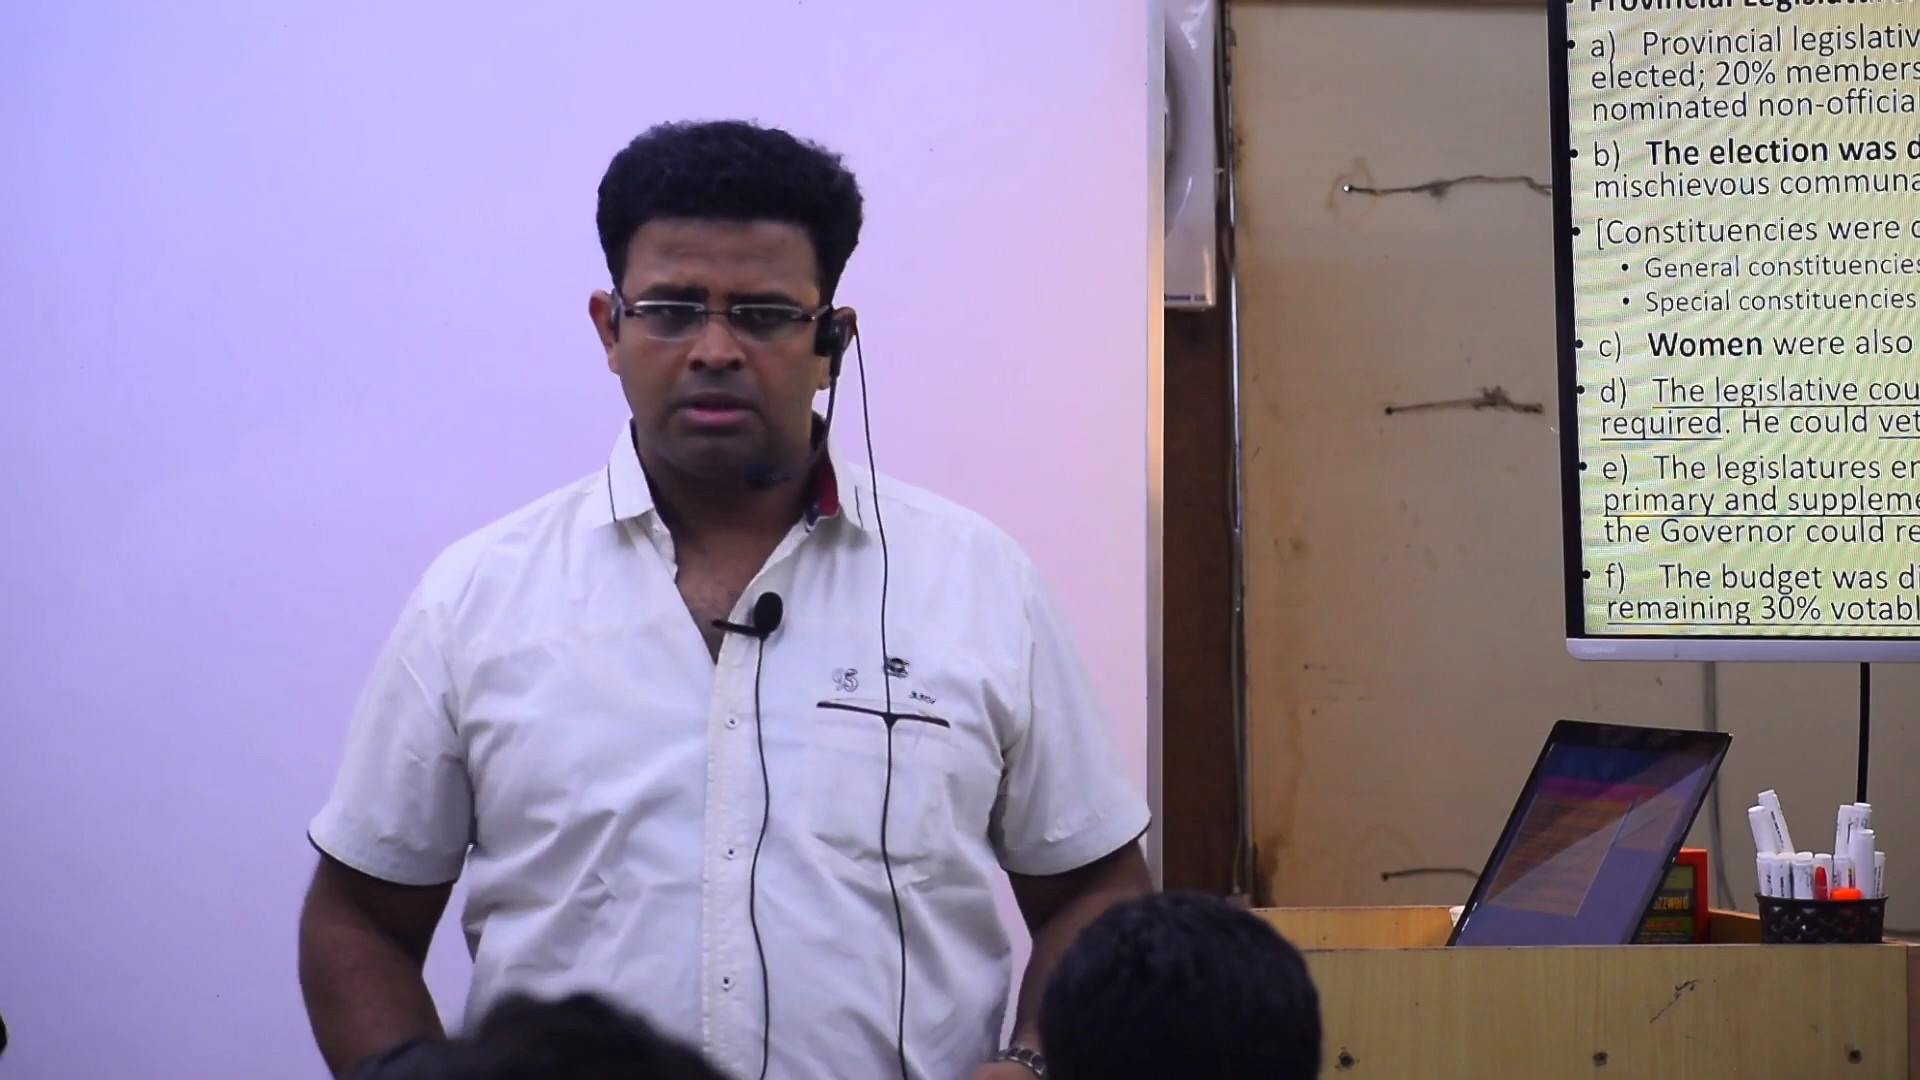 a) Provincial legislativ
elected; 20% members
nominated non-official
b) The election was d
mischievous communa
[Constituencies were c
• General constituencies
• Special constituencies
c) Women were also
d) The legislative cou
required. He could vet
e) The legislatures en
primary and suppleme
the Governor could re
f) The budget was di
remaining 30% votabl
95